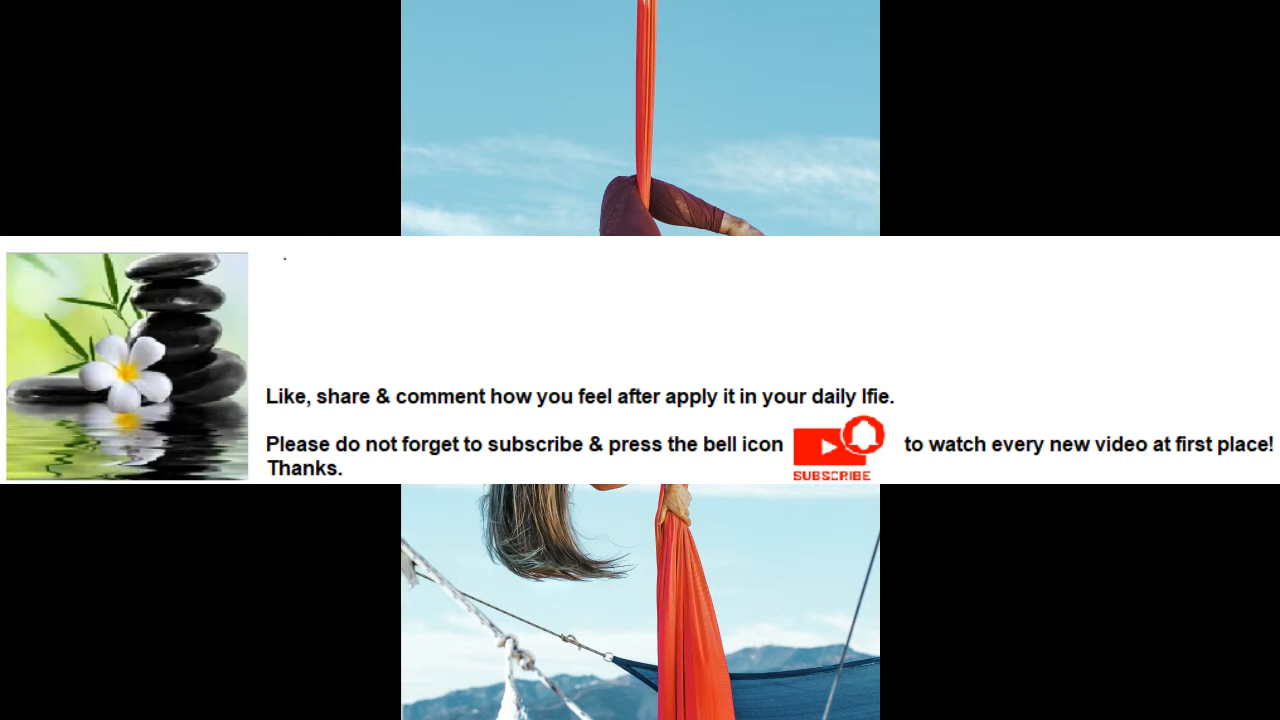 Like, share & comment how you feel after apply it in your daily lfie.
Please do not forget to subscribe & press the bell icon SUBSCRIBE to watch every new video at first place!
Thanks.